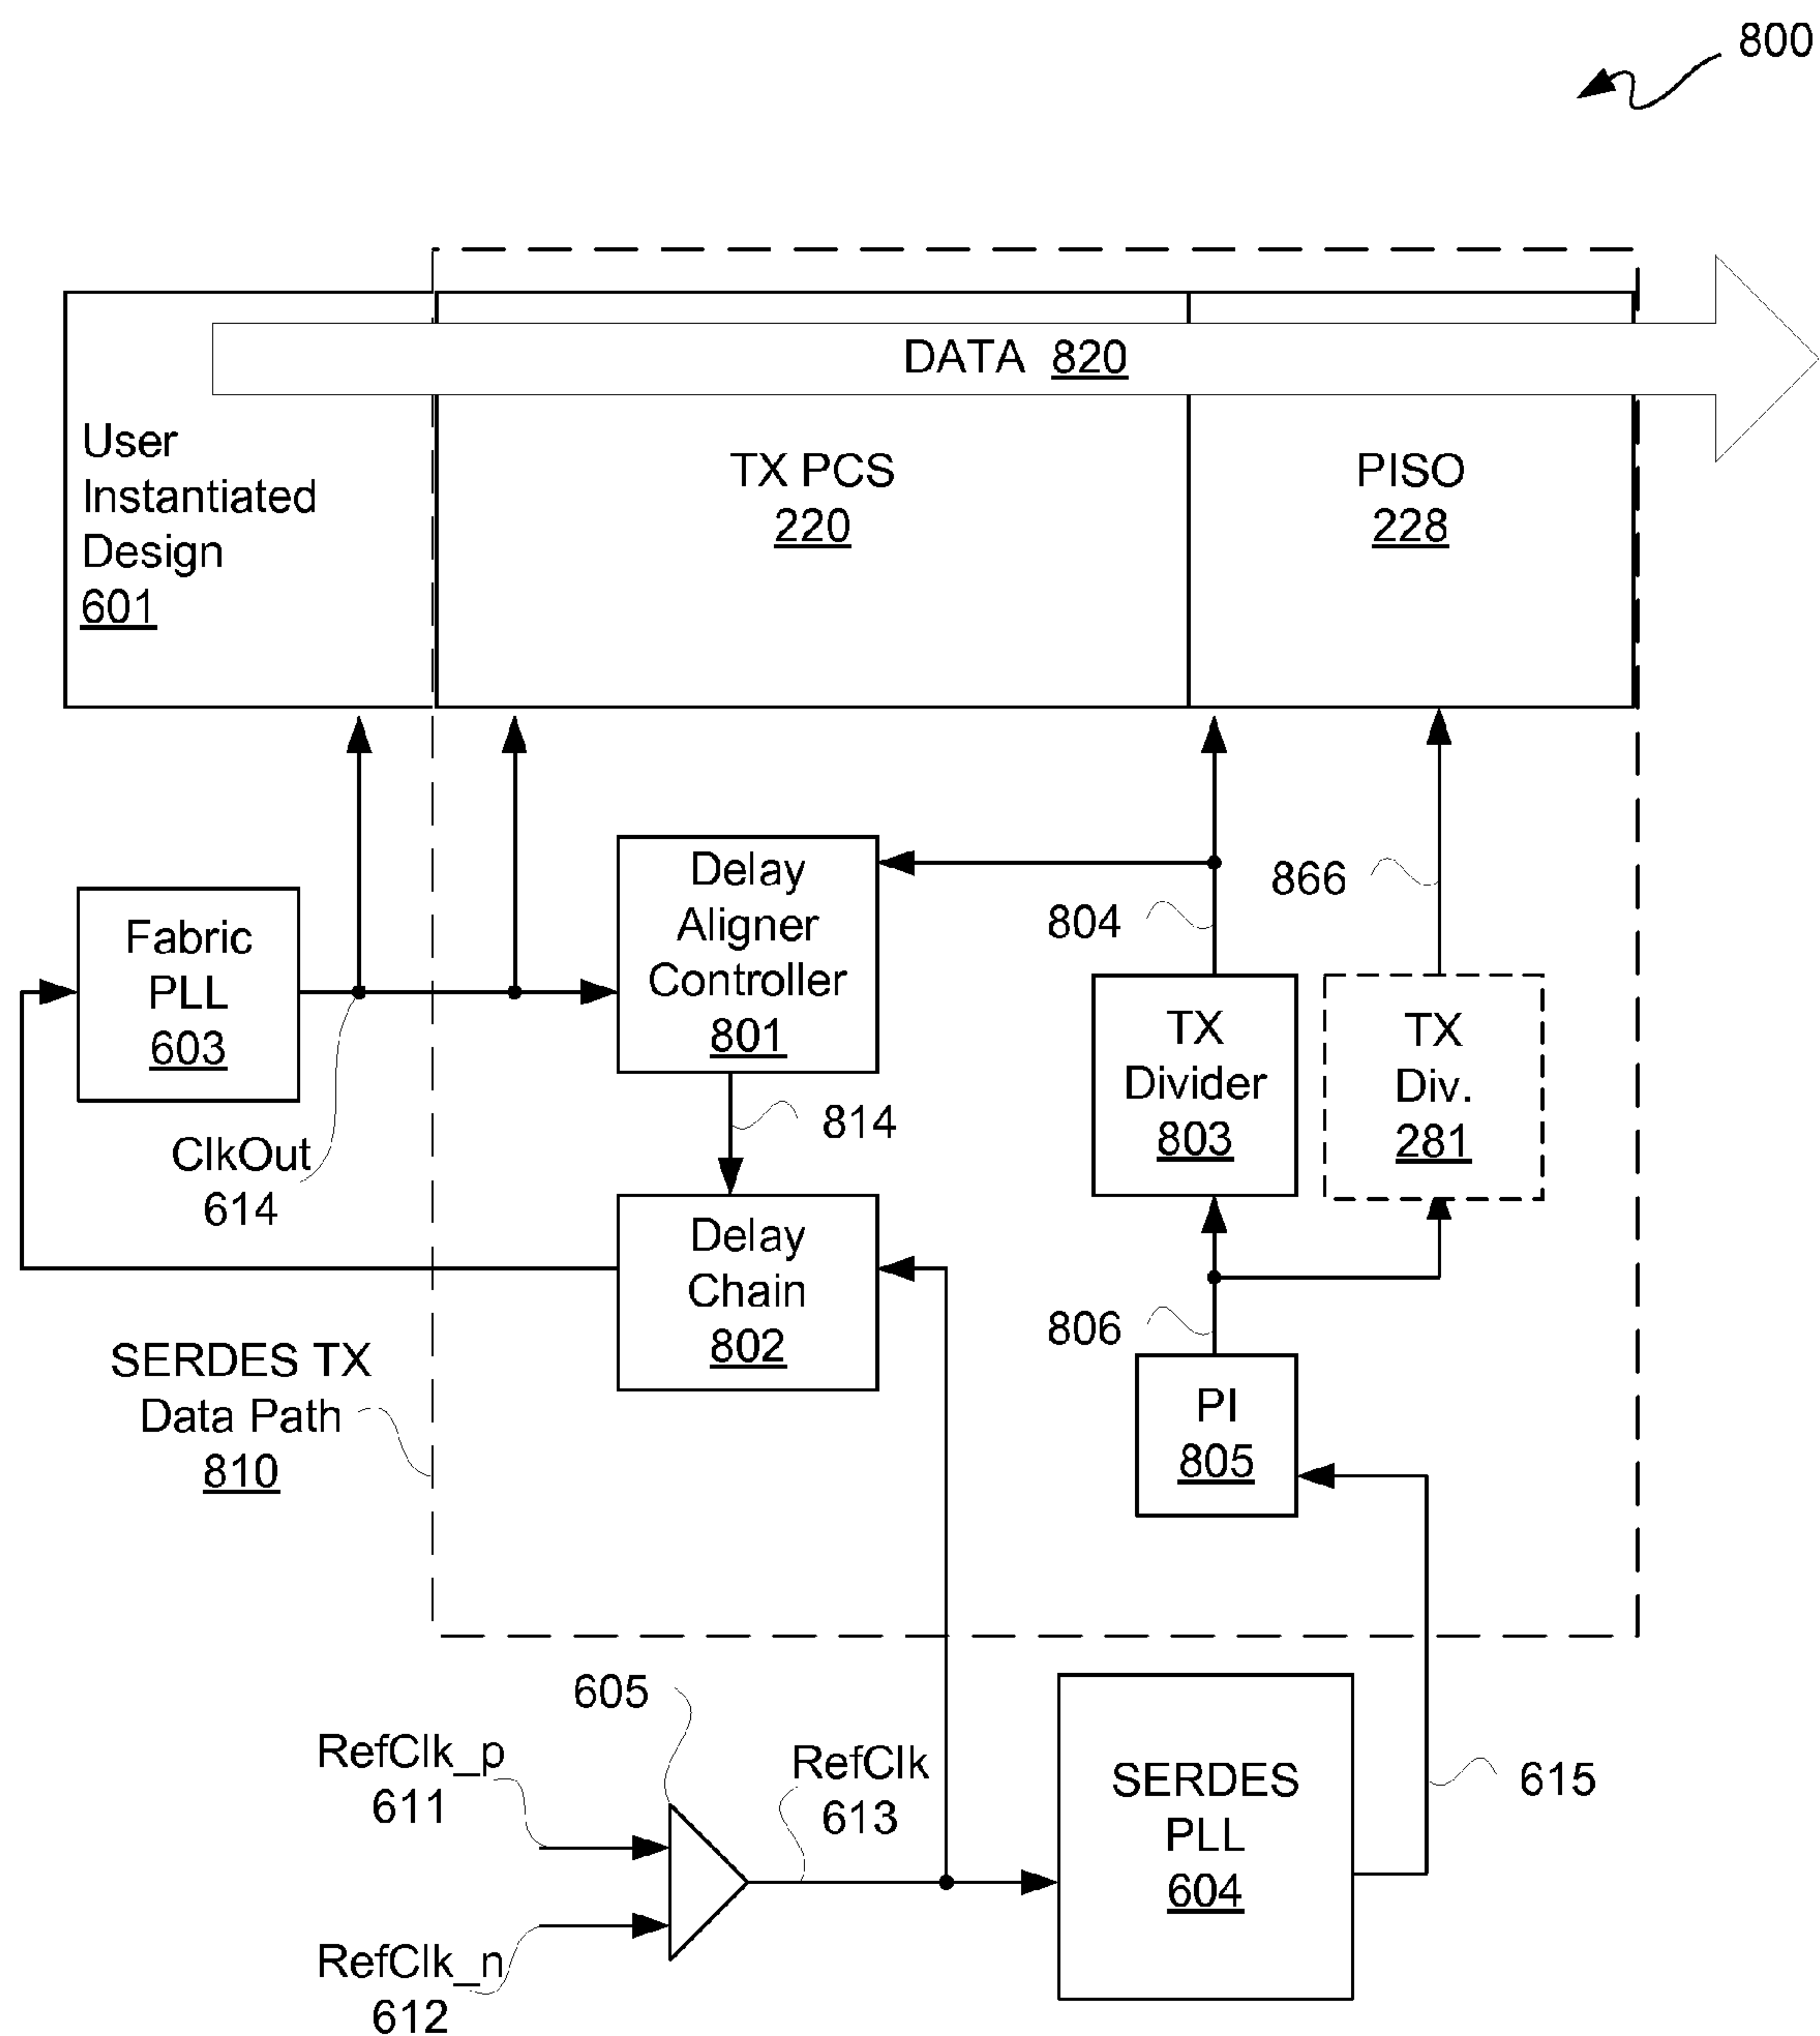 800
DATA 820
User
Instantiated
Design
601
TX PCS
220
PISO
228
Delay
Aligner
Controller
801
866
804
Fabric
PLL
603
TX
Divider
803
TX
Div.
281
814
ClkOut
614
Delay
Chain
802
806
SERDES TX
Data Path
810
PI
805
605
RefClk_p
611
RefClk
613
SERDES
PLL
604
615
RefClk_n
612